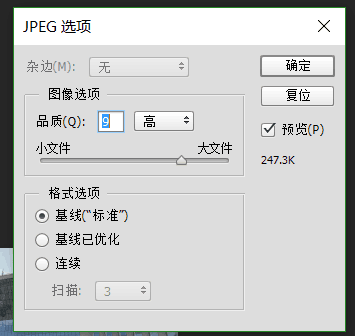 JPEG 选项
杂边(M): 无
确定
图像选项
复位
品质(Q): 9 高
预览(P)
小文件 大文件
247.3K
格式选项
基线(“标准”)
基线已优化
连续
扫描: 3